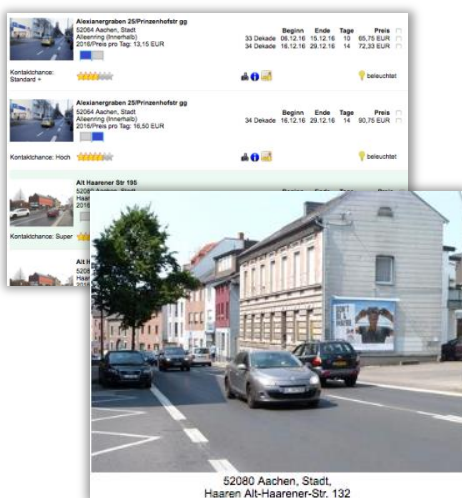 Alexianergraben 25/Prinzenhofstr gg
52064 Aachen, Stadt
Alleenring (Innerhalb)
2016/Preis pro Tag: 13,15 EUR
Beginn Ende Tage Preis
33 Dekade 06.12.16 15.12.16 10 65,75 EUR
34 Dekade 16.12.16 29.12.16 14 72,33 EUR
Kontaktchance:
Standard +
beleuchtet
Alexianergraben 25/Prinzenhofstr gg
52064 Aachen, Stadt
Alleenring (Innerhalb)
2016/Preis pro Tag: 16,50 EUR
Beginn Ende Tage Preis
34 Dekade 16.12.16 29.12.16 14 90,75 EUR
Kontaktchance: Hoch
beleuchtet
Alt Haarener Str 195
Kontaktchance: Super
52080 Aachen, Stadt,
Haaren Alt-Haarener-Str. 132